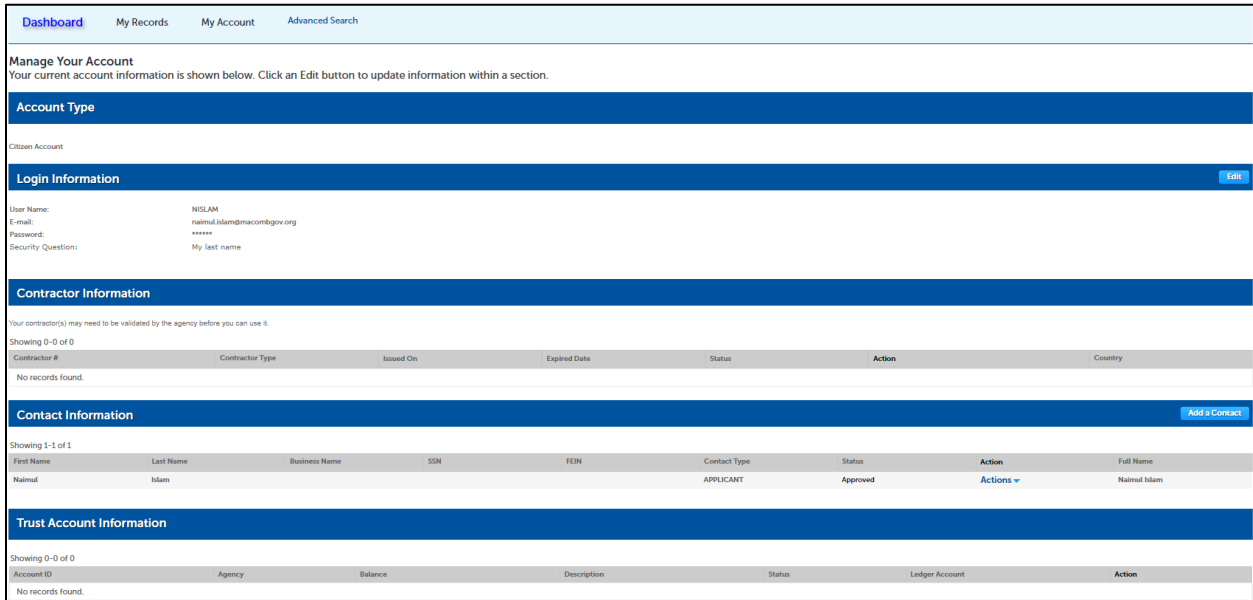 Dashboard My Records My Account Advanced Search
Manage Your Account
Your current account information is shown below. Click an Edit button to update information within a section.
Account Type
Citizen Account
Login Information Edit
User Name: NISLAM
E-mail: naimul.islam@macombgov.org
Password: ******
Security Question: My last name
Contractor Information
Your contractor(s) may need to be validated by the agency before you can use it.
Showing 0-0 of 0
Contractor # Contractor Type Issued On Expired Date Status Action Country
No records found.
Contact Information Add a Contact
Showing 1-1 of 1
First Name Last Name Business Name SSN FEIN Contact Type Status Action Full Name
Naimul Islam APPLICANT Approved Actions Naimul Islam
Trust Account Information
Showing 0-0 of 0
Account ID Agency Balance Description Status Ledger Account Action
No records found.